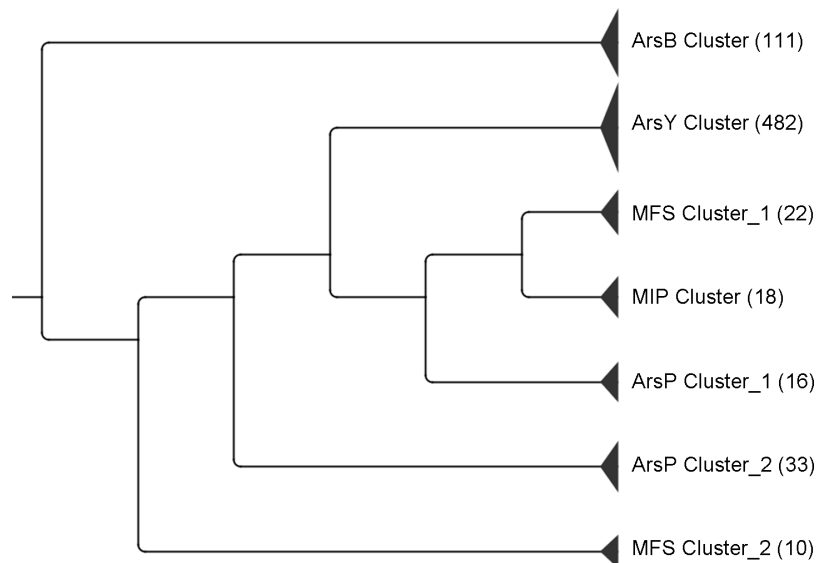 ArsB Cluster (111)
ArsY Cluster (482)
MFS Cluster_1 (22)
MIP Cluster (18)
ArsP Cluster_1 (16)
ArsP Cluster_2 (33)
MFS Cluster_2 (10)